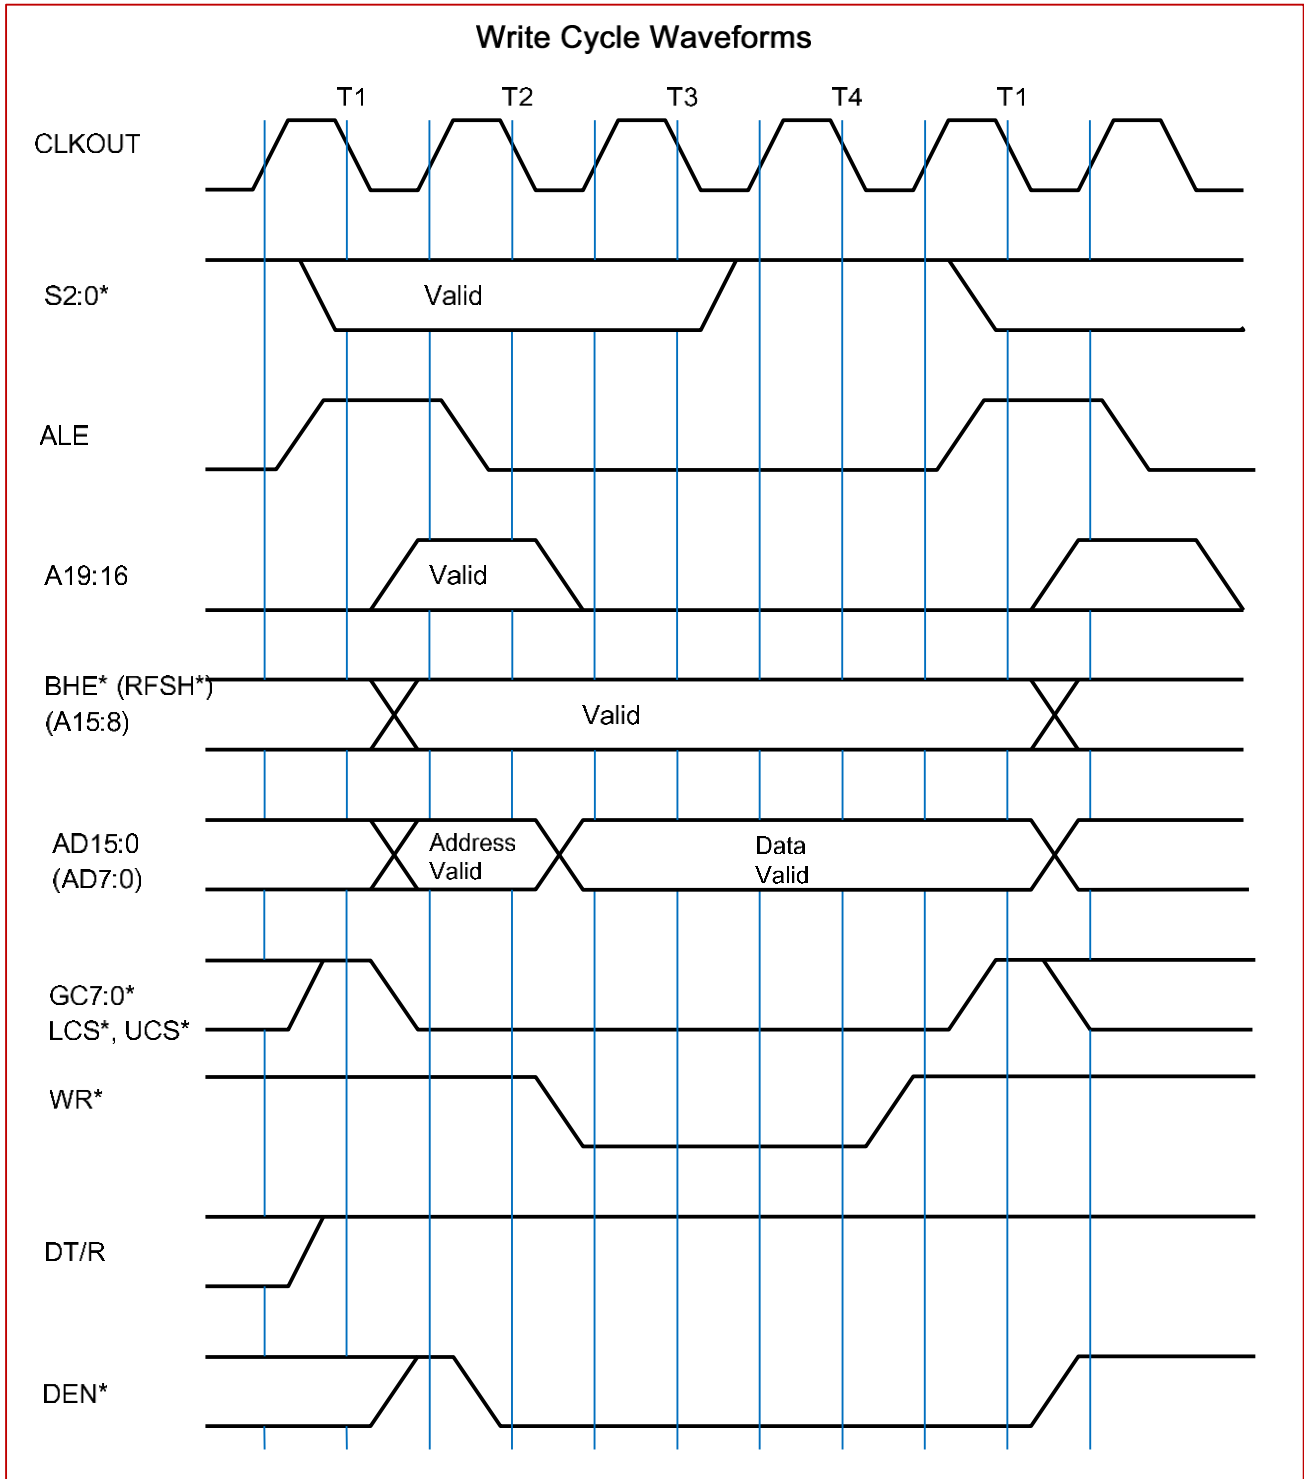 Write Cycle Waveforms
T1 T2 T3 T4 T1
CLKOUT
S2:0*
Valid
ALE
A19:16
Valid
BHE* (RFSH*)
(A15:8)
Valid
AD15:0
(AD7:0)
Address
Valid
Data
Valid
GC7:0*
LCS*, UCS*
WR*
DT/R
DEN*